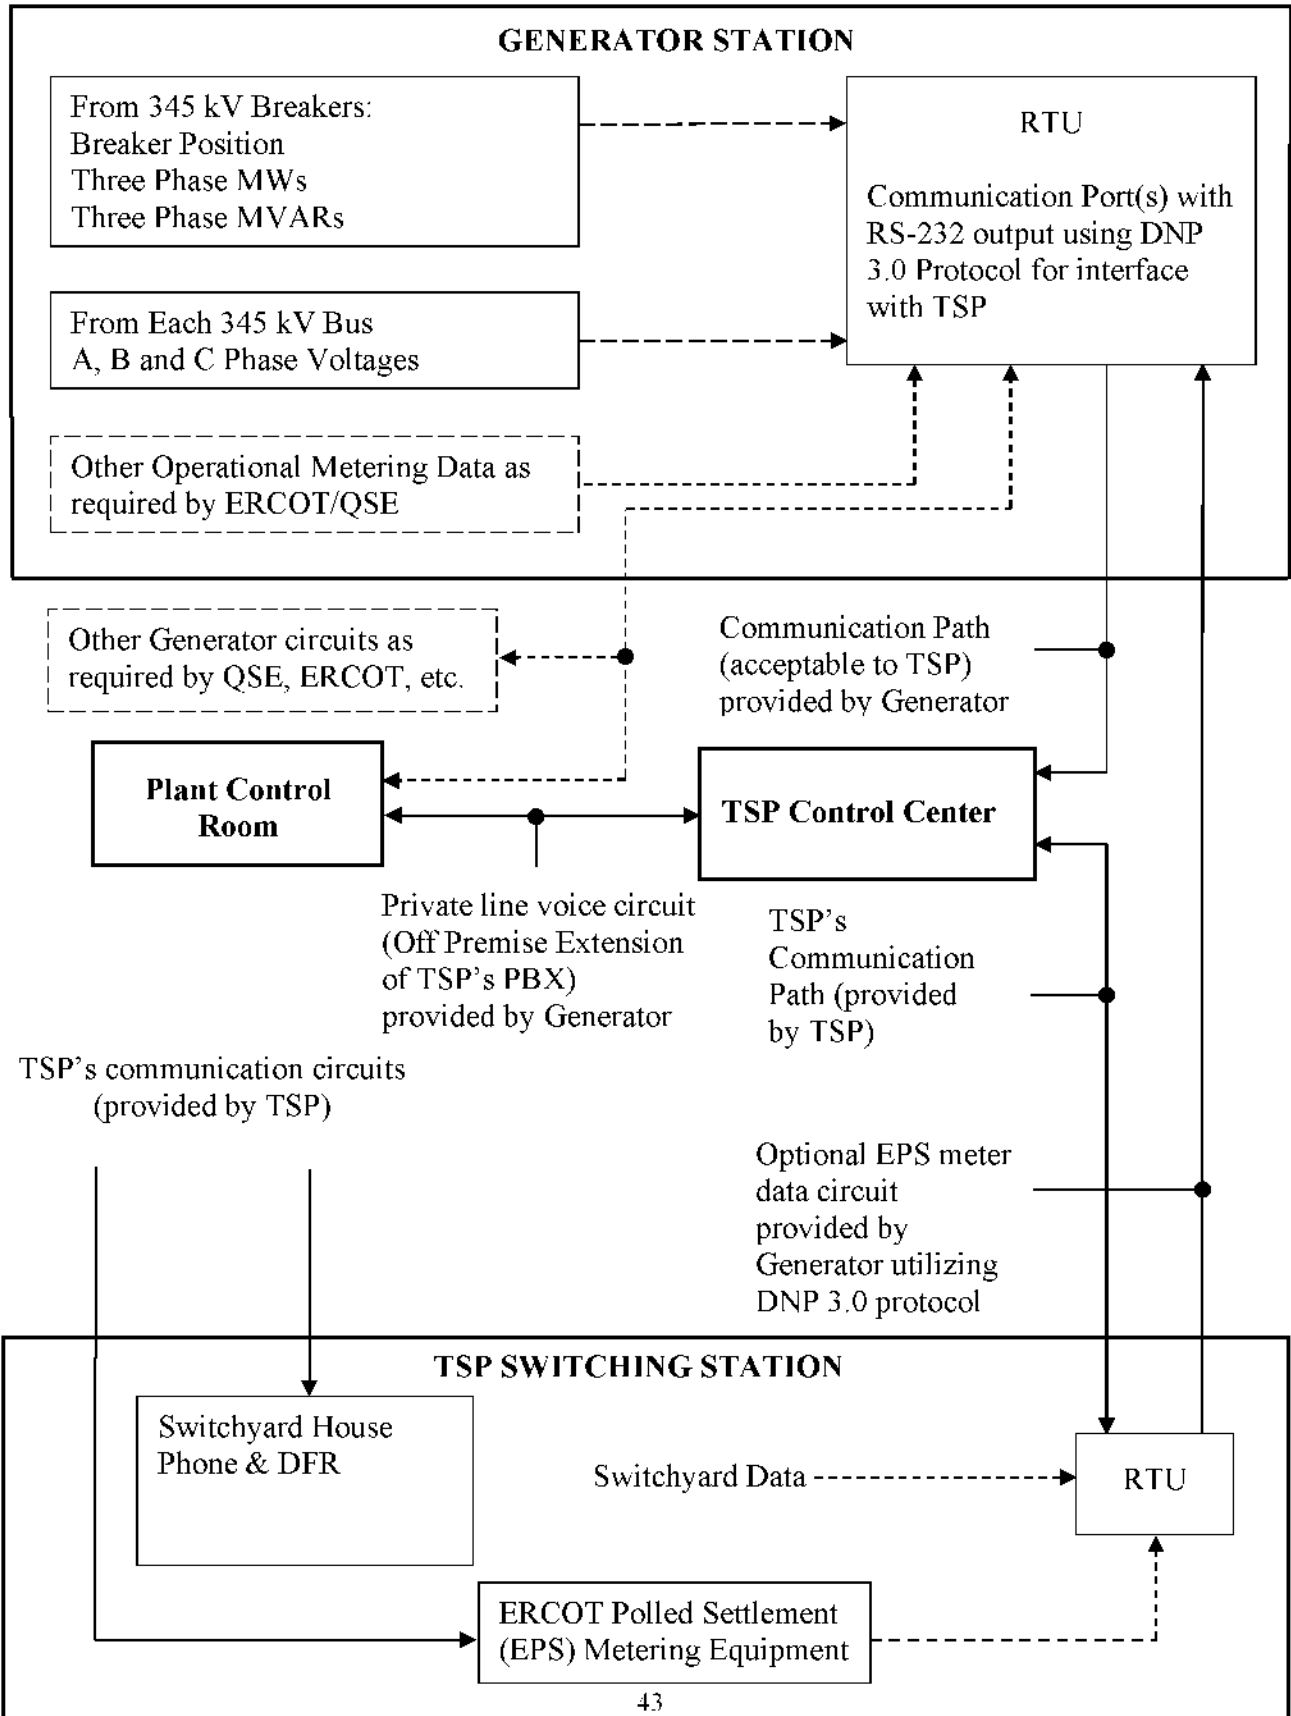 GENERATOR STATION
From 345 kV Breakers:
Breaker Position
Three Phase MWs
Three Phase MVARs
RTU
Communication Port(s) with
RS-232 output using DNP
3.0 Protocol for interface
with TSP
From Each 345 kV Bus
A, B and C Phase Voltages
Other Operational Metering Data as
required by ERCOT/QSE
Other Generator circuits as
required by QSE, ERCOT, etc.
Communication Path
(acceptable to TSP)
provided by Generator
Plant Control
Room
TSP Control Center
Private line voice circuit
(Off Premise Extension
of TSP's PBX)
provided by Generator
TSP's
Communication
Path (provided
by TSP)
TSP's communication circuits
(provided by TSP)
Optional EPS meter
data circuit
provided by
Generator utilizing
DNP 3.0 protocol
TSP SWITCHING STATION
Switchyard House
Phone & DFR
Switchyard Data
RTU
ERCOT Polled Settlement
(EPS) Metering Equipment
43